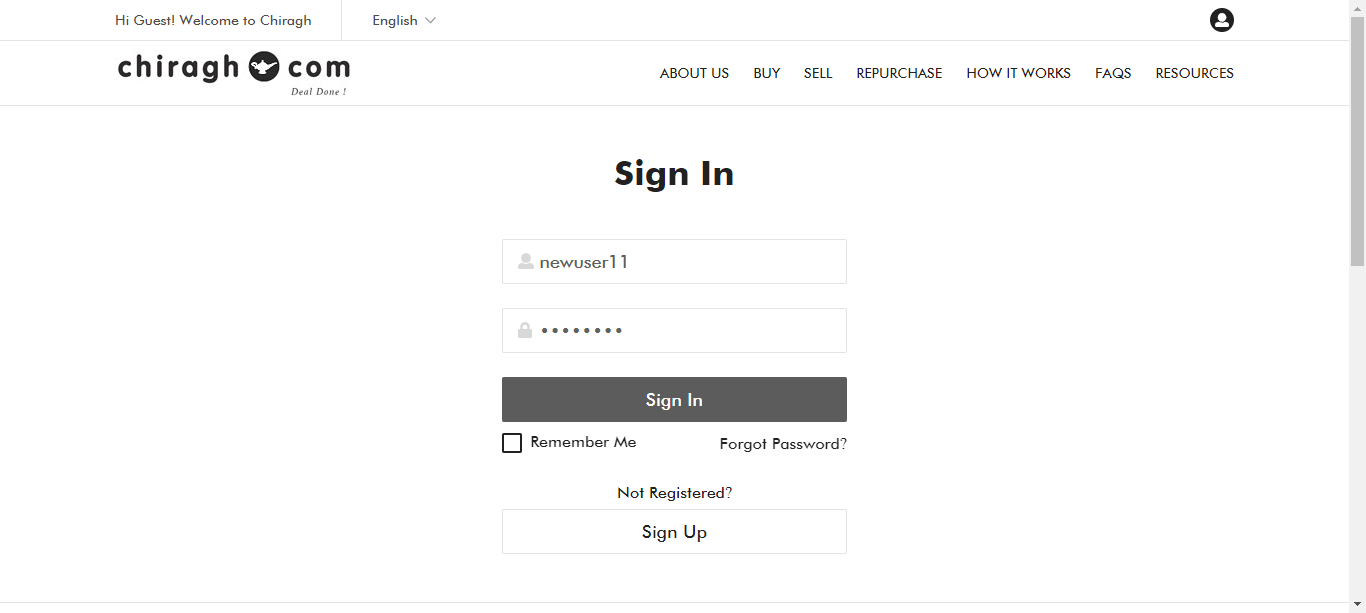 Hi Guest! Welcome to Chiragh English
chiragh com
Deal Done !
ABOUT US BUY SELL REPURCHASE HOW IT WORKS FAQS RESOURCES
Sign In
newuser11
••••••••
Sign In
Remember Me Forgot Password?
Not Registered?
Sign Up